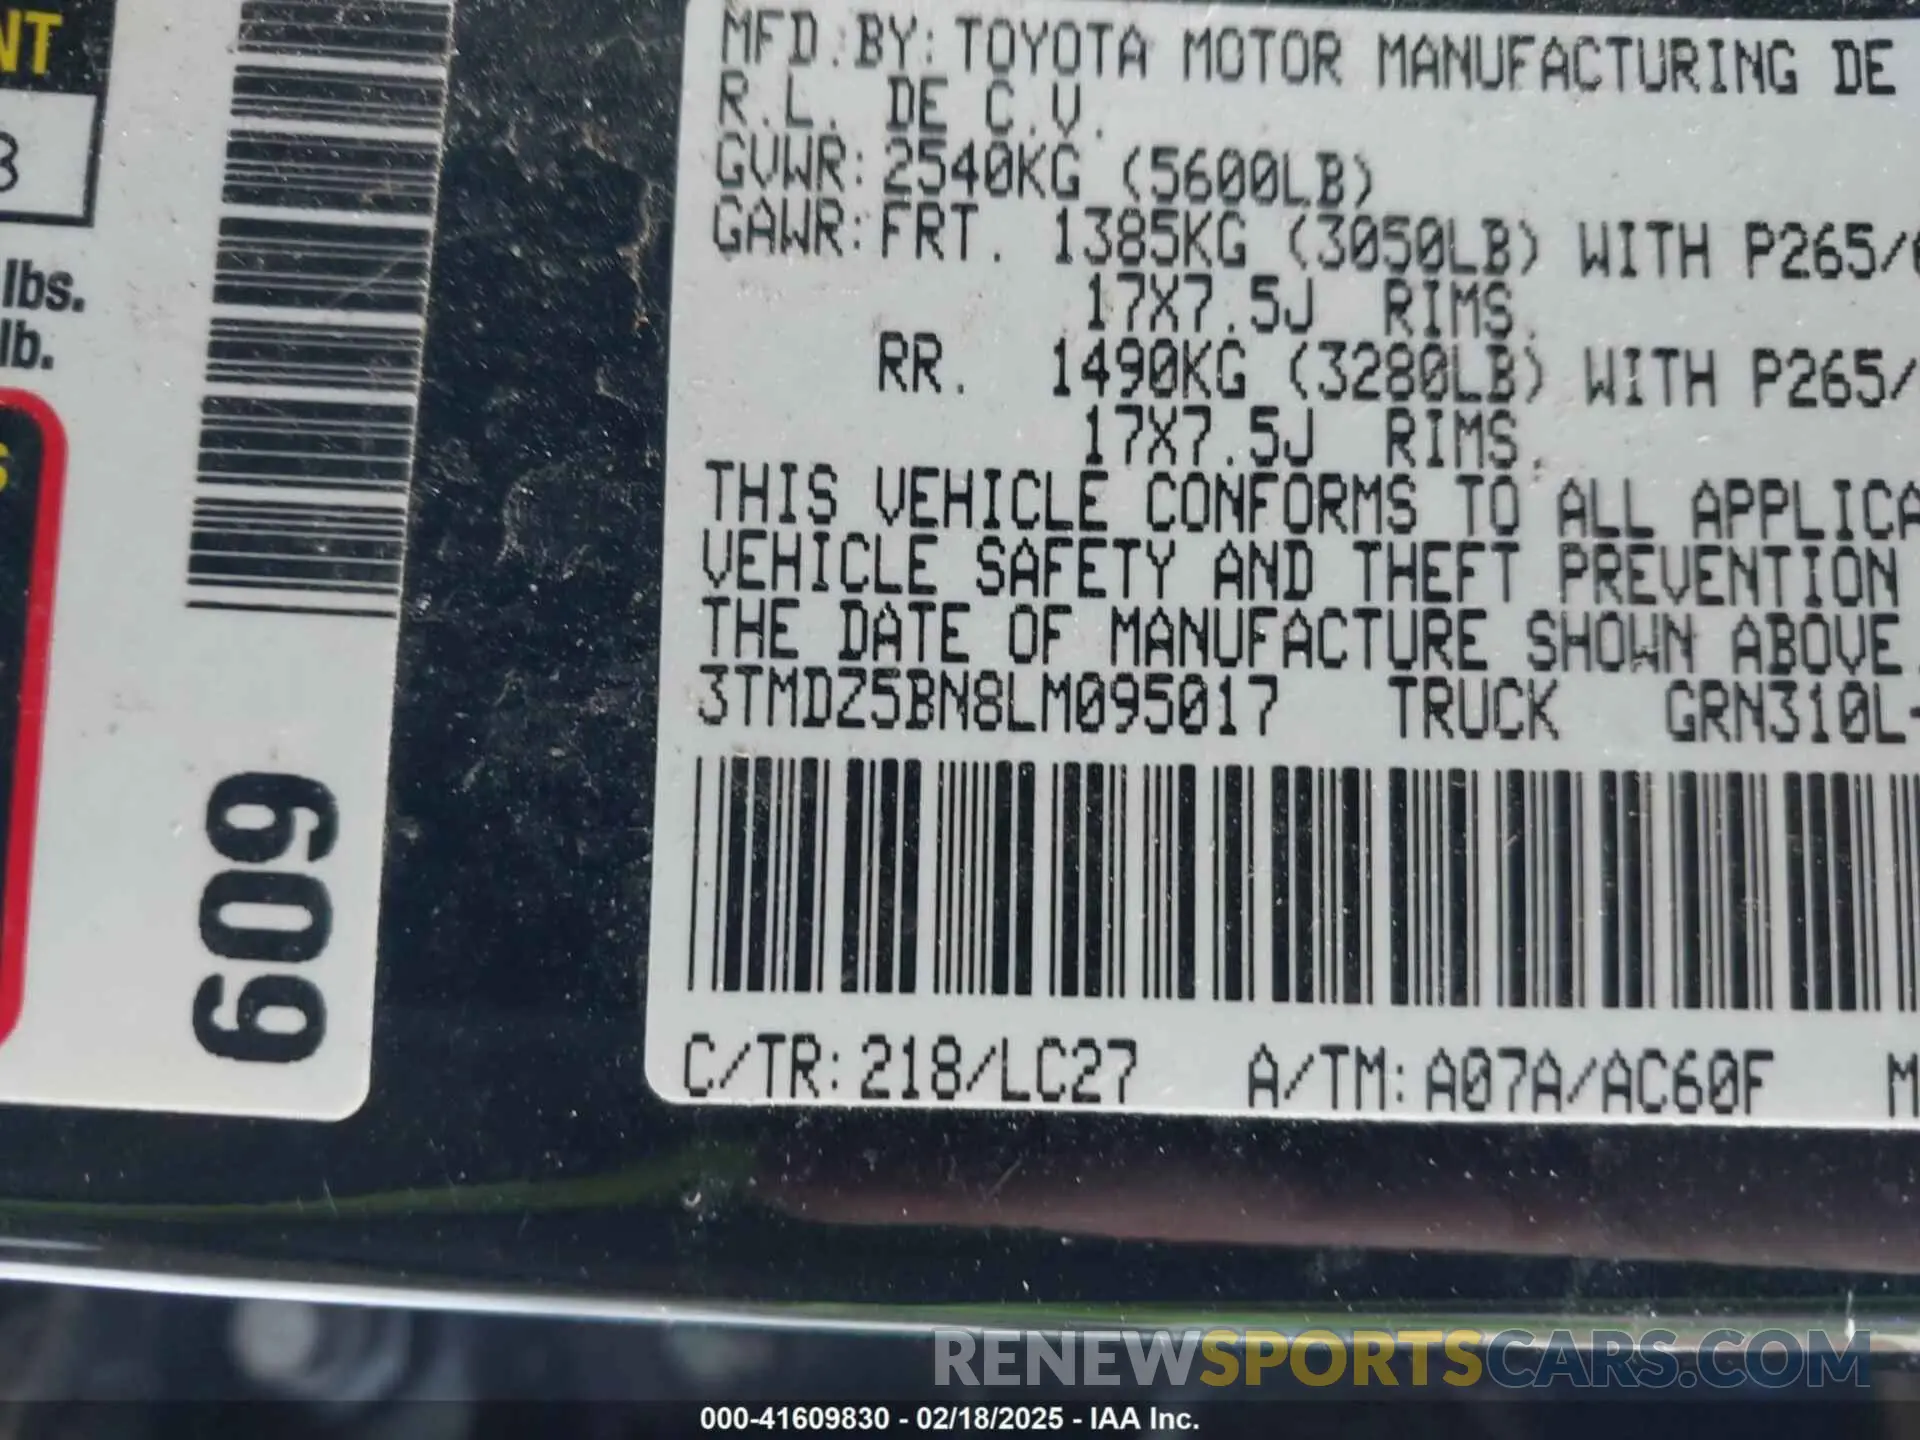 NT
3
lbs.
lb.
S
609
MFD.BY:TOYOTA MOTOR MANUFACTURING DE
R.L. DE C.V.
GVWR:2540KG (5600LB)
GAWR:FRT. 1385KG (3050LB) WITH P265/6
17X7.5J RIMS.
RR. 1490KG (3280LB) WITH P265/
17X7.5J RIMS.
THIS VEHICLE CONFORMS TO ALL APPLICA
VEHICLE SAFETY AND THEFT PREVENTION
THE DATE OF MANUFACTURE SHOWN ABOVE.
3TMDZ5BN8LM095017 TRUCK GRN310L-
C/TR:218/LC27 A/TM:A07A/AC60F M
RENEWSPORTSCARS.COM
000-41609830 - 02/18/2025 - IAA Inc.